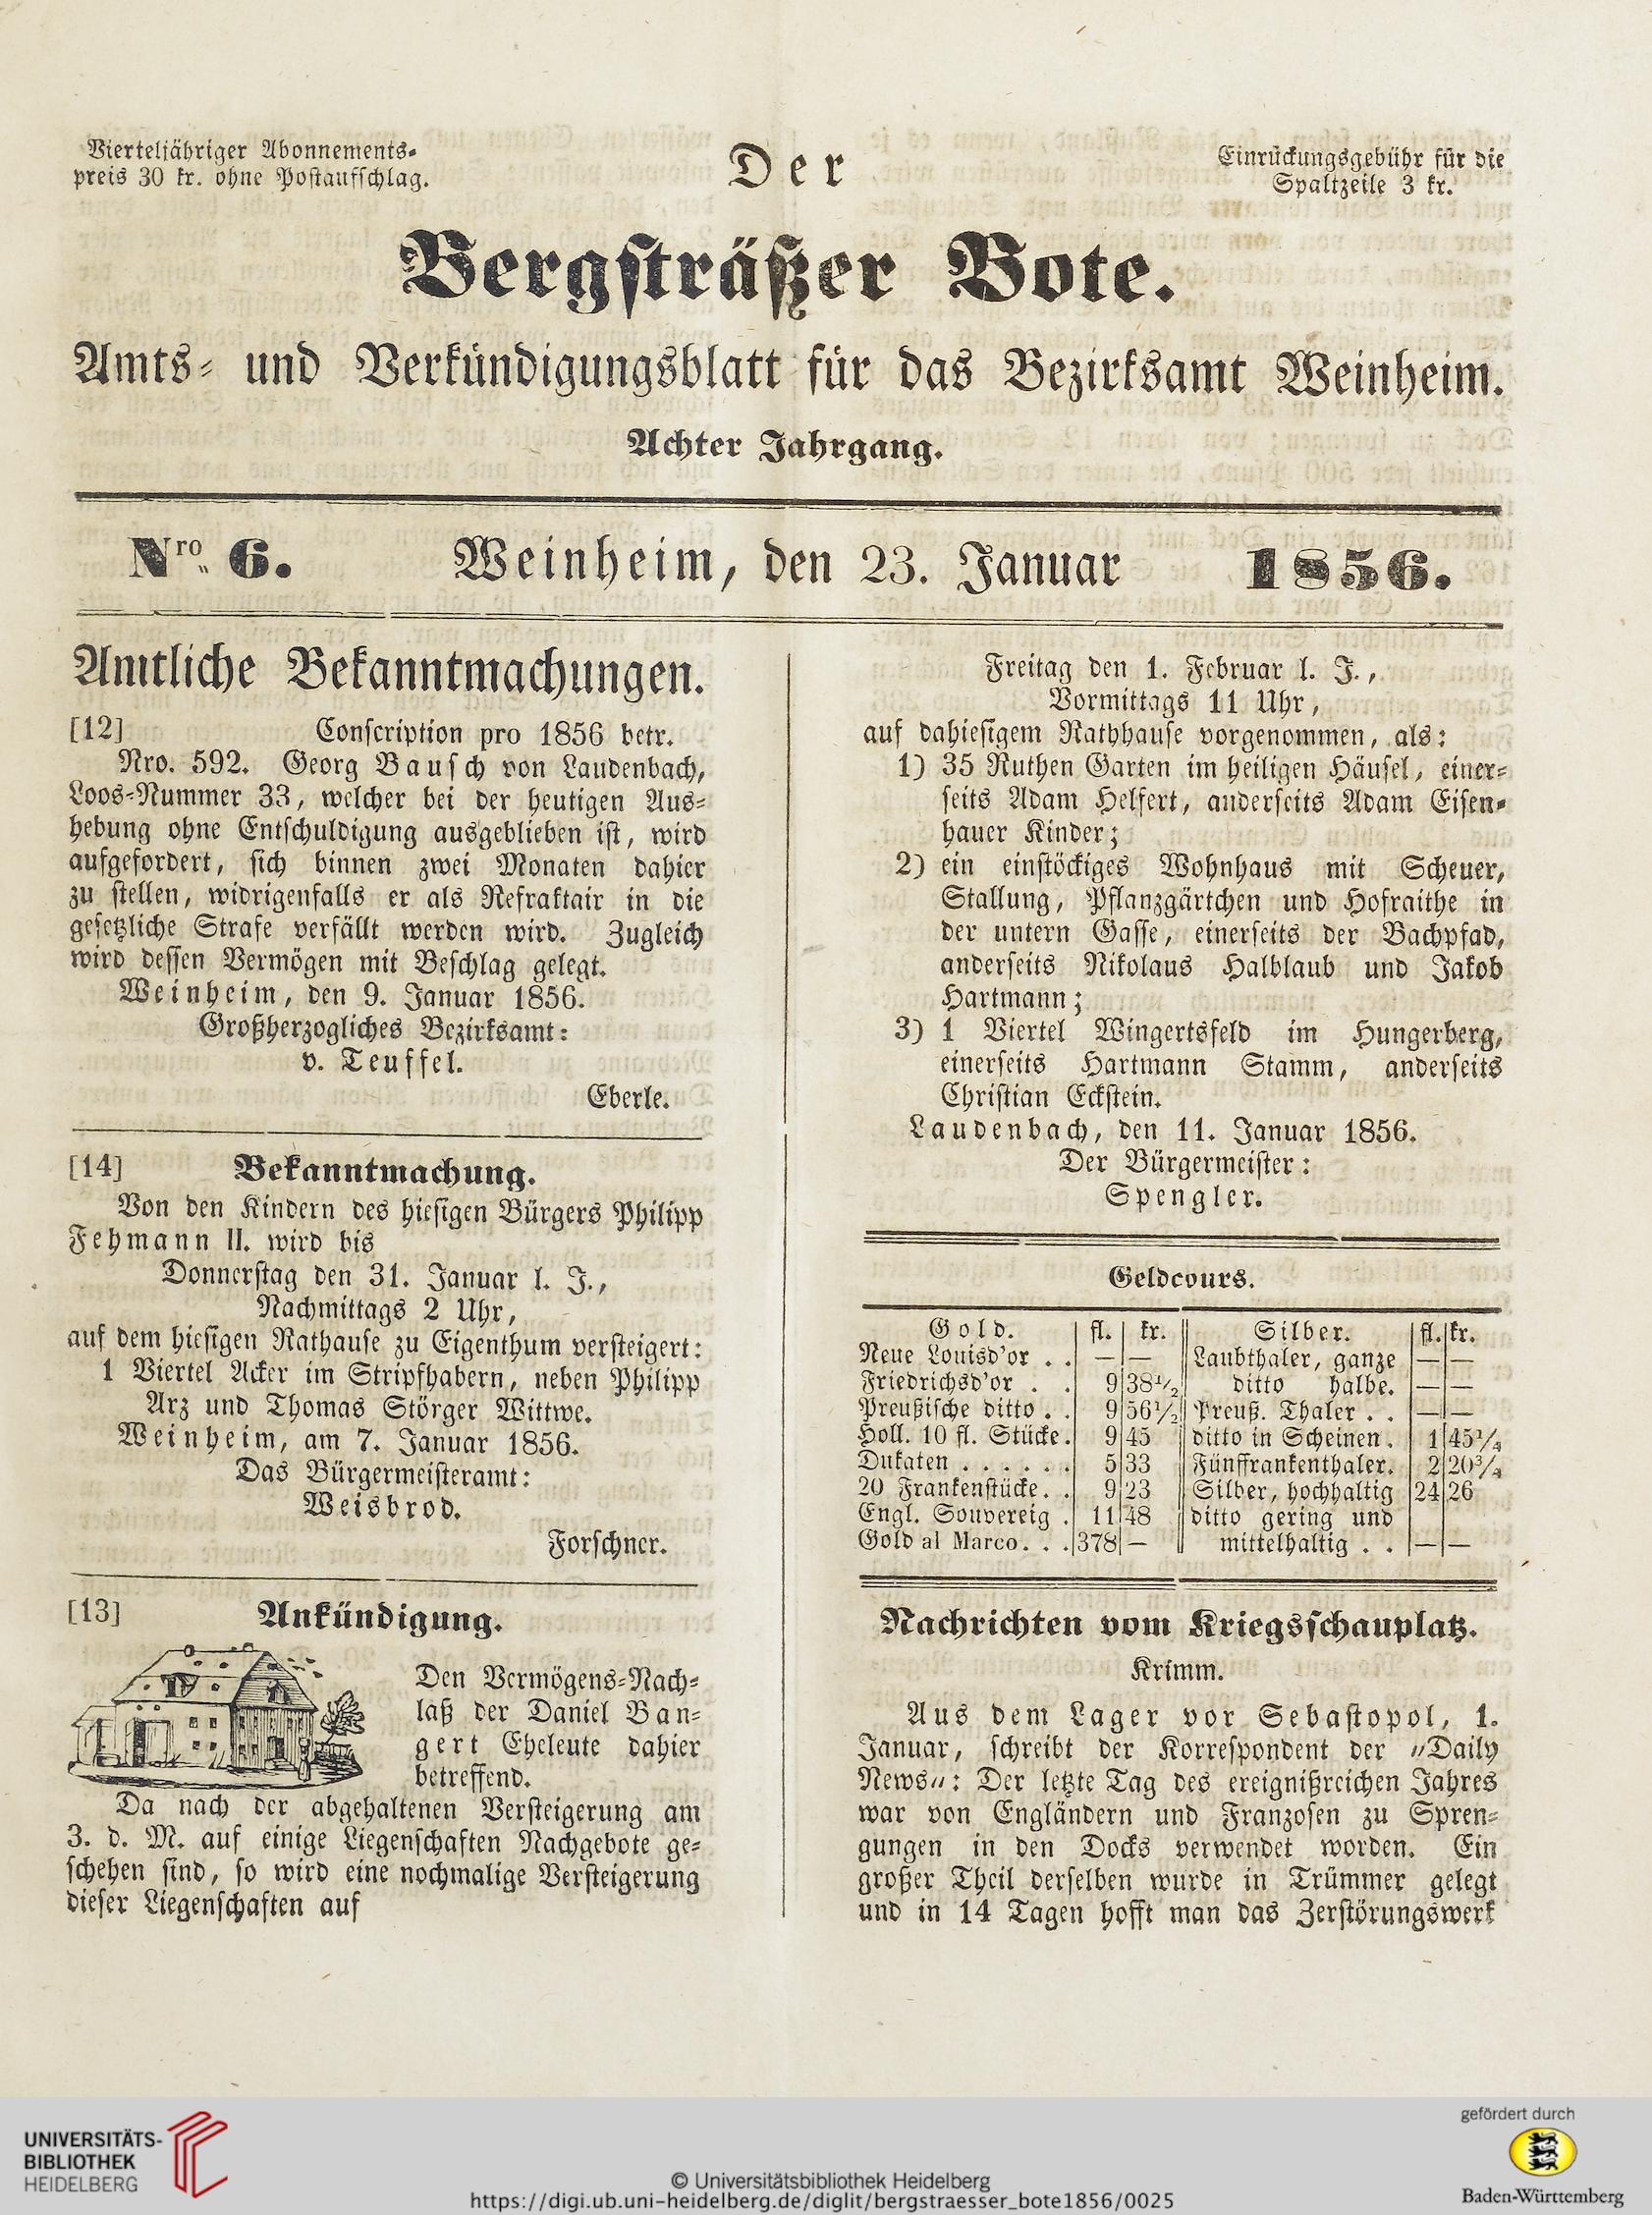 Vierteljähriger Abonnements-
preis 30 kr. ohne Postaufschlag.
Der
Einrückungsgebühr für die
Spaltzeile 3 kr.
Bergsträßer Bote.
Amts- und Verkündigungsblatt für das Bezirksamt Weinheim.
Achter Jahrgang.
Nro. 6. Weinheim, den 23. Januar 1856.
Amtliche Bekanntmachungen.
[12] Conscription pro 1856 betr.
Nro. 592. Georg Bausch von Laudenbach,
Loos-Nummer 33, welcher bei der heutigen Aus-
hebung ohne Entschuldigung ausgeblieben ist, wird
aufgefordert, sich binnen zwei Monaten dahier
zu stellen, widrigenfalls er als Refraktair in die
gesetzliche Strafe verfällt werden wird. Zugleich
wird dessen Vermögen mit Beschlag gelegt.
Weinheim, den 9. Januar 1856.
Großherzogliches Bezirksamt:
v. Teuffel.
Eberle.
[14] Bekanntmachung.
Von den Kindern des hiesigen Bürgers Philipp
Fehmann II. wird bis
Donnerstag den 31. Januar l. J.,
Nachmittags 2 Uhr,
auf dem hiesigen Rathause zu Eigenthum versteigert:
1 Viertel Acker im Stripfhabern, neben Philipp
Arz und Thomas Störger Wittwe.
Weinheim, am 7. Januar 1856.
Das Bürgermeisteramt:
Weisbrod.
Forschner.
[13] Ankündigung.
Den Vermögens-Nach-
laß der Daniel Ban-
gert Eheleute dahier
betreffend.
Da nach der abgehaltenen Versteigerung am
3. d. M. auf einige Liegenschaften Nachgebote ge-
schehen sind, so wird eine nochmalige Versteigerung
dieser Liegenschaften auf
Freitag den 1. Februar l. J.,
Vormittags 11 Uhr,
auf dahiesigem Rathhause vorgenommen, als:
1) 35 Ruthen Garten im heiligen Häusel, einer-
seits Adam Helfert, anderseits Adam Eisen-
hauer Kinder;
2) ein einstöckiges Wohnhaus mit Scheuer,
Stallung, Pflanzgärtchen und Hofraithe in
der untern Gasse, einerseits der Bachpfad,
anderseits Nikolaus Halblaub und Jakob
Hartmann;
3) 1 Viertel Wingertsfeld im Hungerberg,
einerseits Hartmann Stamm, anderseits
Christian Eckstein.
Laudenbach, den 11. Januar 1856.
Der Bürgermeister:
Spengler.
Geldcours.
Gold. fl. kr. Silber. fl. kr.
Neue Louisd'or . . — — Laubthaler, ganze — —
Friedrichsd'or . . 9 38½ ditto halbe. — —
Preußische ditto . . 9 56½ Preuß. Thaler . . — —
Holl. 10 fl. Stücke. 9 45 ditto in Scheinen. 1 45¼
Dukaten . . . . . . 5 33 Fünffrankenthaler. 2 20¾
20 Frankenstücke. . 9 23 Silber, hochhaltig 24 26
Engl. Souvereig . 11 48 ditto gering und
Gold al Marco. . . 378 — mittelhaltig . . — —
Nachrichten vom Kriegsschauplatz.
Krimm.
Aus dem Lager vor Sebastopol, 1.
Januar, schreibt der Korrespondent der „Daily
News„: Der letzte Tag des ereignißreichen Jahres
war von Engländern und Franzosen zu Spren-
gungen in den Docks verwendet worden. Ein
großer Theil derselben wurde in Trümmer gelegt
und in 14 Tagen hofft man das Zerstörungswerk
UNIVERSITÄTS-
BIBLIOTHEK
HEIDELBERG
© Universitätsbibliothek Heidelberg
https://digi.ub.uni-heidelberg.de/diglit/bergstraesser_bote1856/0025
gefördert durch
Baden-Württemberg